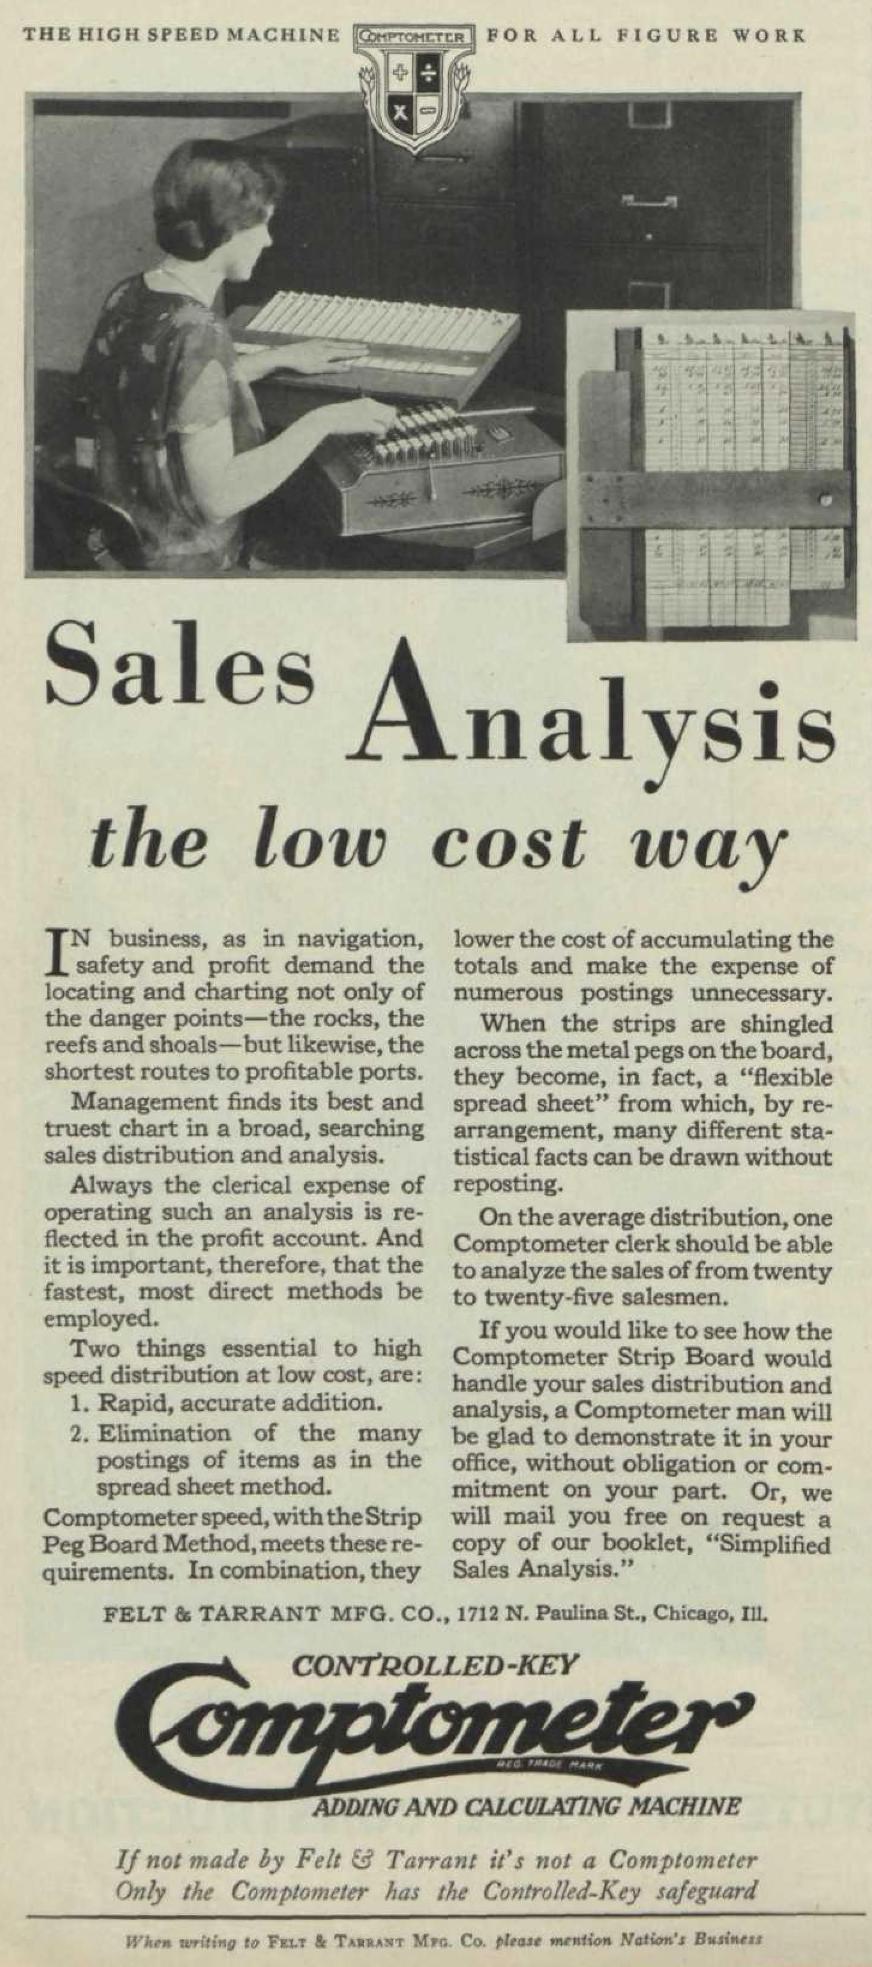 THE HIGH SPEED MACHINE COMPTOMETER FOR ALL FIGURE WORK
+ ÷
X −
Sales Analysis
the low cost way
IN business, as in navigation,
safety and profit demand the
locating and charting not only of
the danger points—the rocks, the
reefs and shoals—but likewise, the
shortest routes to profitable ports.
Management finds its best and
truest chart in a broad, searching
sales distribution and analysis.
Always the clerical expense of
operating such an analysis is re-
flected in the profit account. And
it is important, therefore, that the
fastest, most direct methods be
employed.
Two things essential to high
speed distribution at low cost, are:
1. Rapid, accurate addition.
2. Elimination of the many
postings of items as in the
spread sheet method.
Comptometer speed, with the Strip
Peg Board Method, meets these re-
quirements. In combination, they
lower the cost of accumulating the
totals and make the expense of
numerous postings unnecessary.
When the strips are shingled
across the metal pegs on the board,
they become, in fact, a “flexible
spread sheet” from which, by re-
arrangement, many different sta-
tistical facts can be drawn without
reposting.
On the average distribution, one
Comptometer clerk should be able
to analyze the sales of from twenty
to twenty-five salesmen.
If you would like to see how the
Comptometer Strip Board would
handle your sales distribution and
analysis, a Comptometer man will
be glad to demonstrate it in your
office, without obligation or com-
mitment on your part. Or, we
will mail you free on request a
copy of our booklet, “Simplified
Sales Analysis.”
FELT & TARRANT MFG. CO., 1712 N. Paulina St., Chicago, Ill.
CONTROLLED-KEY
Comptometer
REG. TRADE MARK
ADDING AND CALCULATING MACHINE
If not made by Felt & Tarrant it's not a Comptometer
Only the Comptometer has the Controlled-Key safeguard
When writing to FELT & TARRANT MFG. CO. please mention Nation's Business